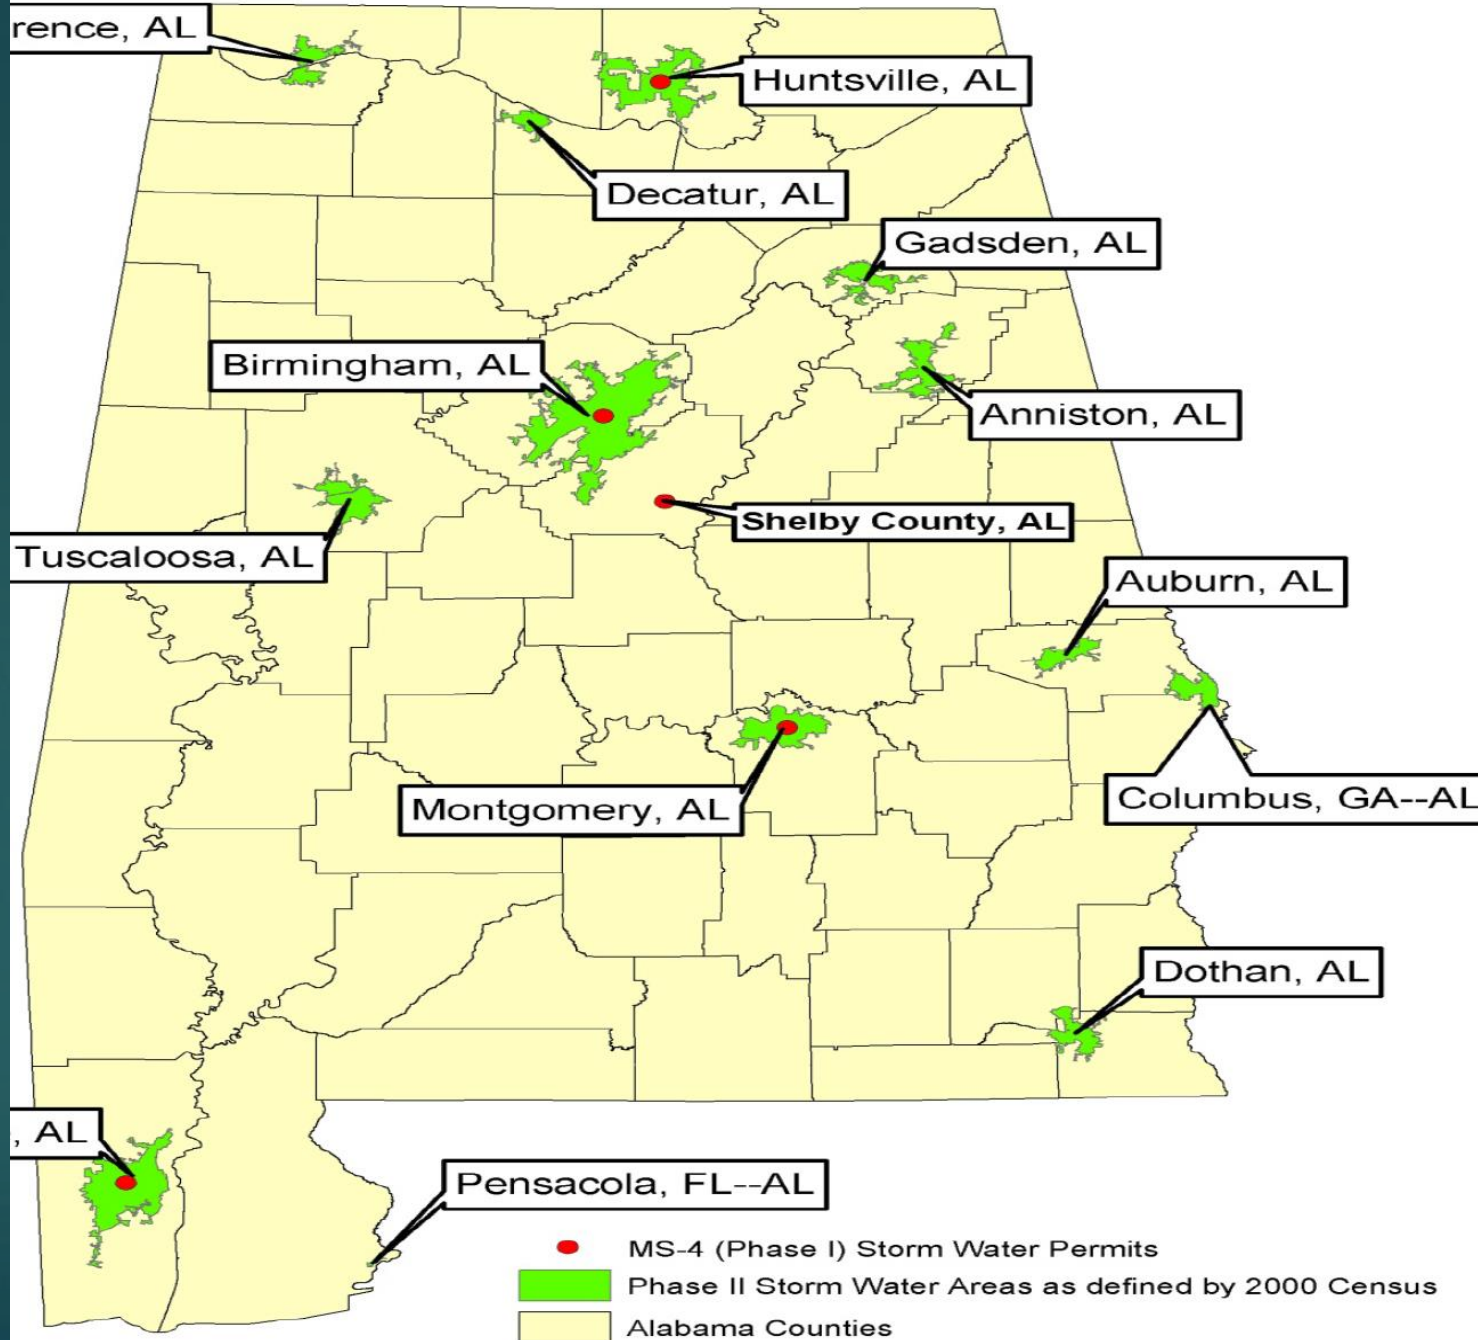 rence, AL
Huntsville, AL
Decatur, AL
Gadsden, AL
Birmingham, AL
Anniston, AL
Shelby County, AL
Tuscaloosa, AL
Auburn, AL
Montgomery, AL
Columbus, GA--AL
Dothan, AL
, AL
Pensacola, FL--AL
MS-4 (Phase I) Storm Water Permits
Phase II Storm Water Areas as defined by 2000 Census
Alabama Counties